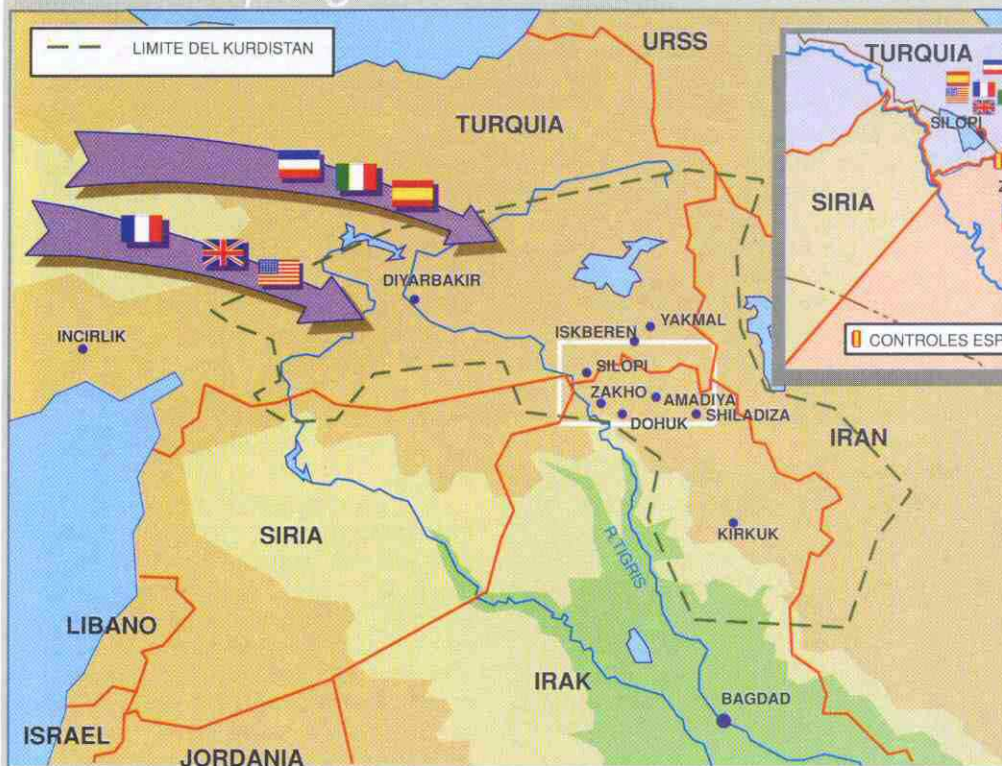 LIMITE DEL KURDISTAN
URSS
TURQUIA
TURQUIA
SILOPI
SIRIA
CONTROLES ESP
DIYARBAKIR
INCIRLIK
YAKMAL
ISKBEREN
SILOPI
ZAKHO
AMADIYA
DOHUK
SHILADIZA
IRAN
SIRIA
KIRKUK
R.TIGRIS
LIBANO
IRAK
BAGDAD
ISRAEL
JORDANIA